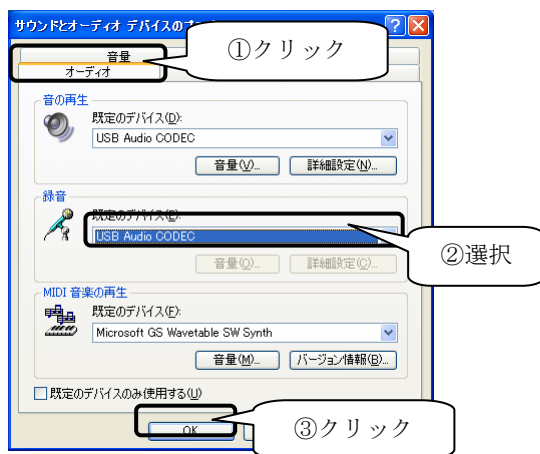 サウンドとオーディオ デバイスの
①クリック
音量
オーディオ
音の再生
既定のデバイス(D):
USB Audio CODEC
音量(V)...
詳細設定(N)...
録音
既定のデバイス(E):
USB Audio CODEC
②選択
音量(O)...
詳細設定(C)...
MIDI 音楽の再生
既定のデバイス(F):
Microsoft GS Wavetable SW Synth
音量(M)...
バージョン情報(B)...
既定のデバイスのみ使用する(U)
③クリック
OK